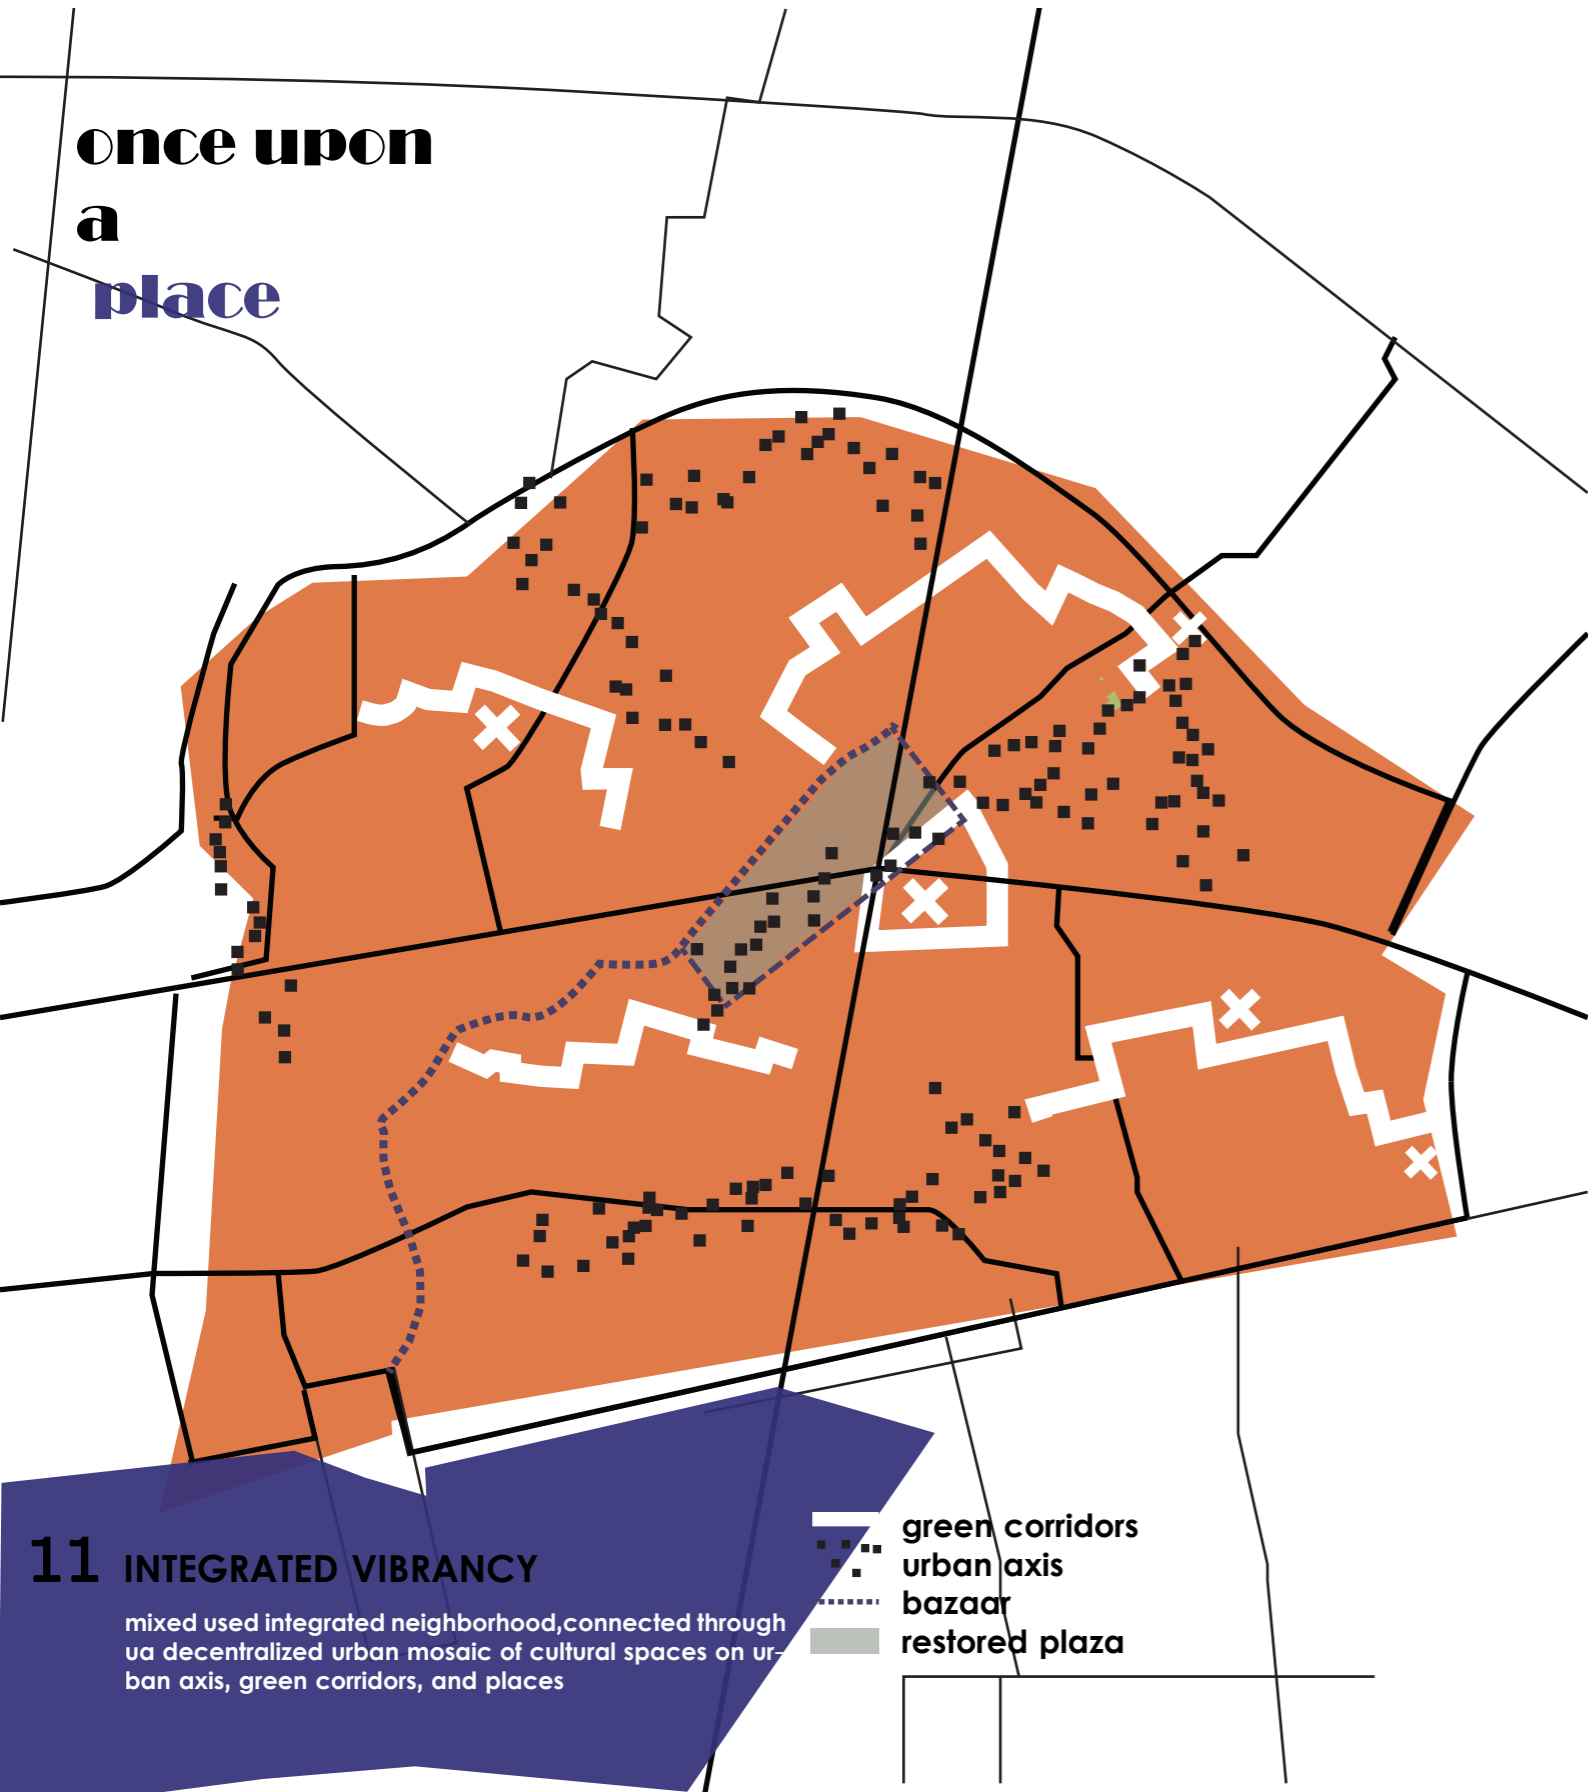 once upon
a
place
11 INTEGRATED VIBRANCY
mixed used integrated neighborhood,connected through
ua decentralized urban mosaic of cultural spaces on ur-
ban axis, green corridors, and places
green corridors
urban axis
bazaar
restored plaza